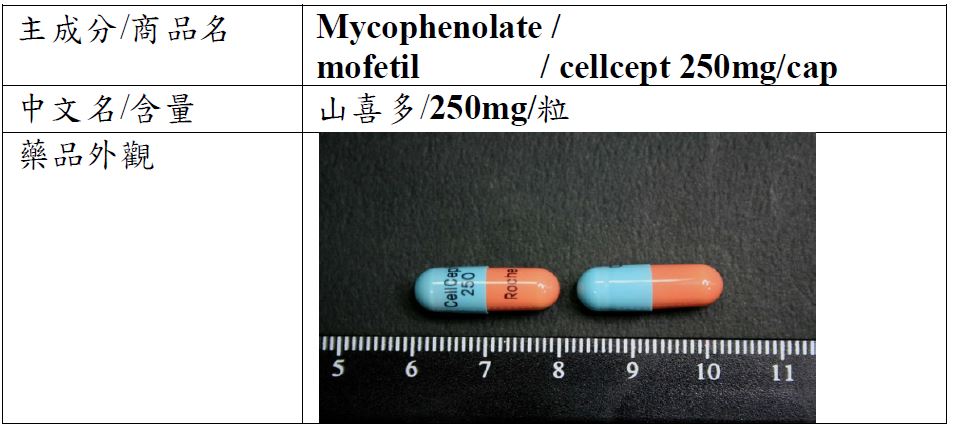 主成分/商品名
Mycophenolate /
mofetil / cellcept 250mg/cap
中文名/含量
山喜多/250mg/粒
藥品外觀
CellCept
250
Roche
5 6 7 8 9 10 11